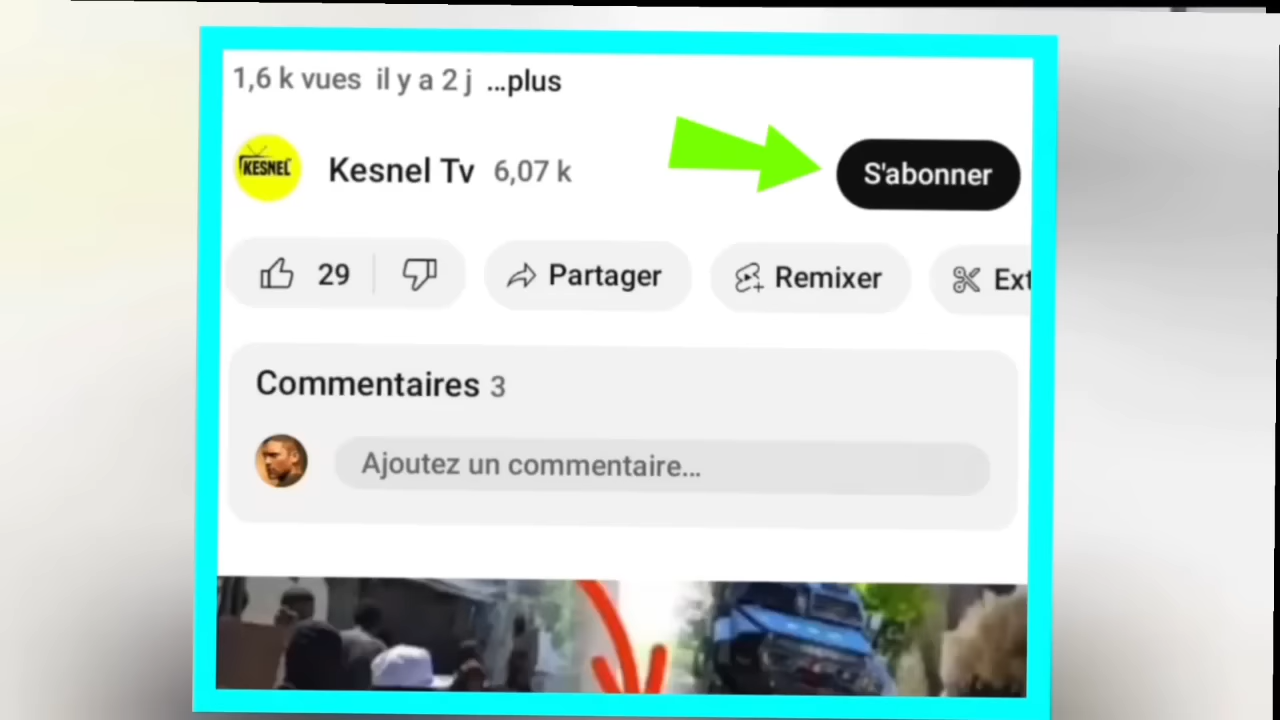 1,6 k vues il y a 2 j ...plus
KESNEL
Kesnel Tv 6,07 k
S'abonner
29
Partager
Remixer
Ext
Commentaires 3
Ajoutez un commentaire...